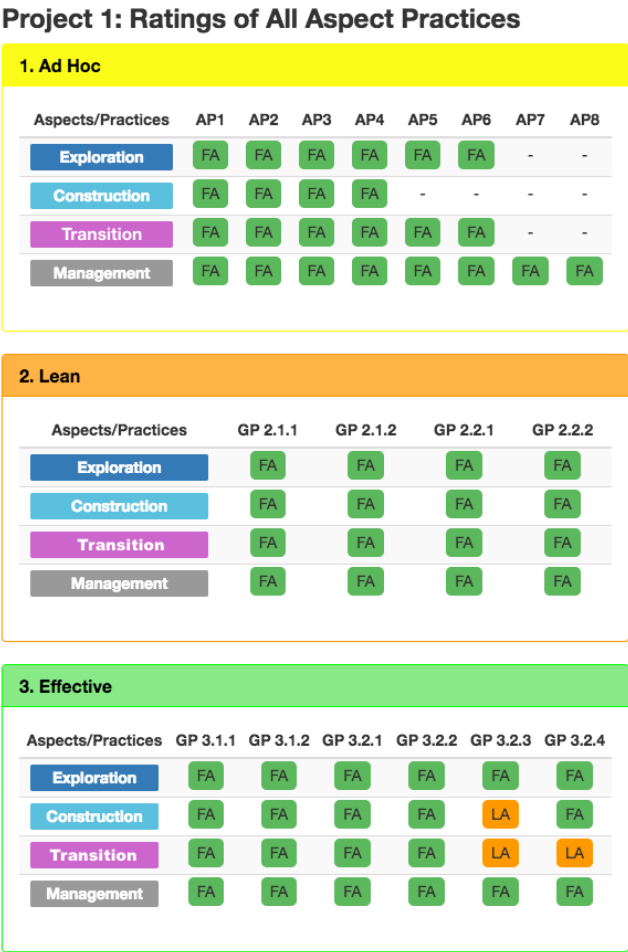 Project 1: Ratings of All Aspect Practices
1. Ad Hoc
Aspects/Practices AP1 AP2 AP3 AP4 AP5 AP6 AP7 AP8
Exploration FA FA FA FA FA FA - -
Construction FA FA FA FA - - - -
Transition FA FA FA FA FA FA - -
Management FA FA FA FA FA FA FA FA
2. Lean
Aspects/Practices GP 2.1.1 GP 2.1.2 GP 2.2.1 GP 2.2.2
Exploration FA FA FA FA
Construction FA FA FA FA
Transition FA FA FA FA
Management FA FA FA FA
3. Effective
Aspects/Practices GP 3.1.1 GP 3.1.2 GP 3.2.1 GP 3.2.2 GP 3.2.3 GP 3.2.4
Exploration FA FA FA FA FA FA
Construction FA FA FA FA LA FA
Transition FA FA FA FA LA LA
Management FA FA FA FA FA FA